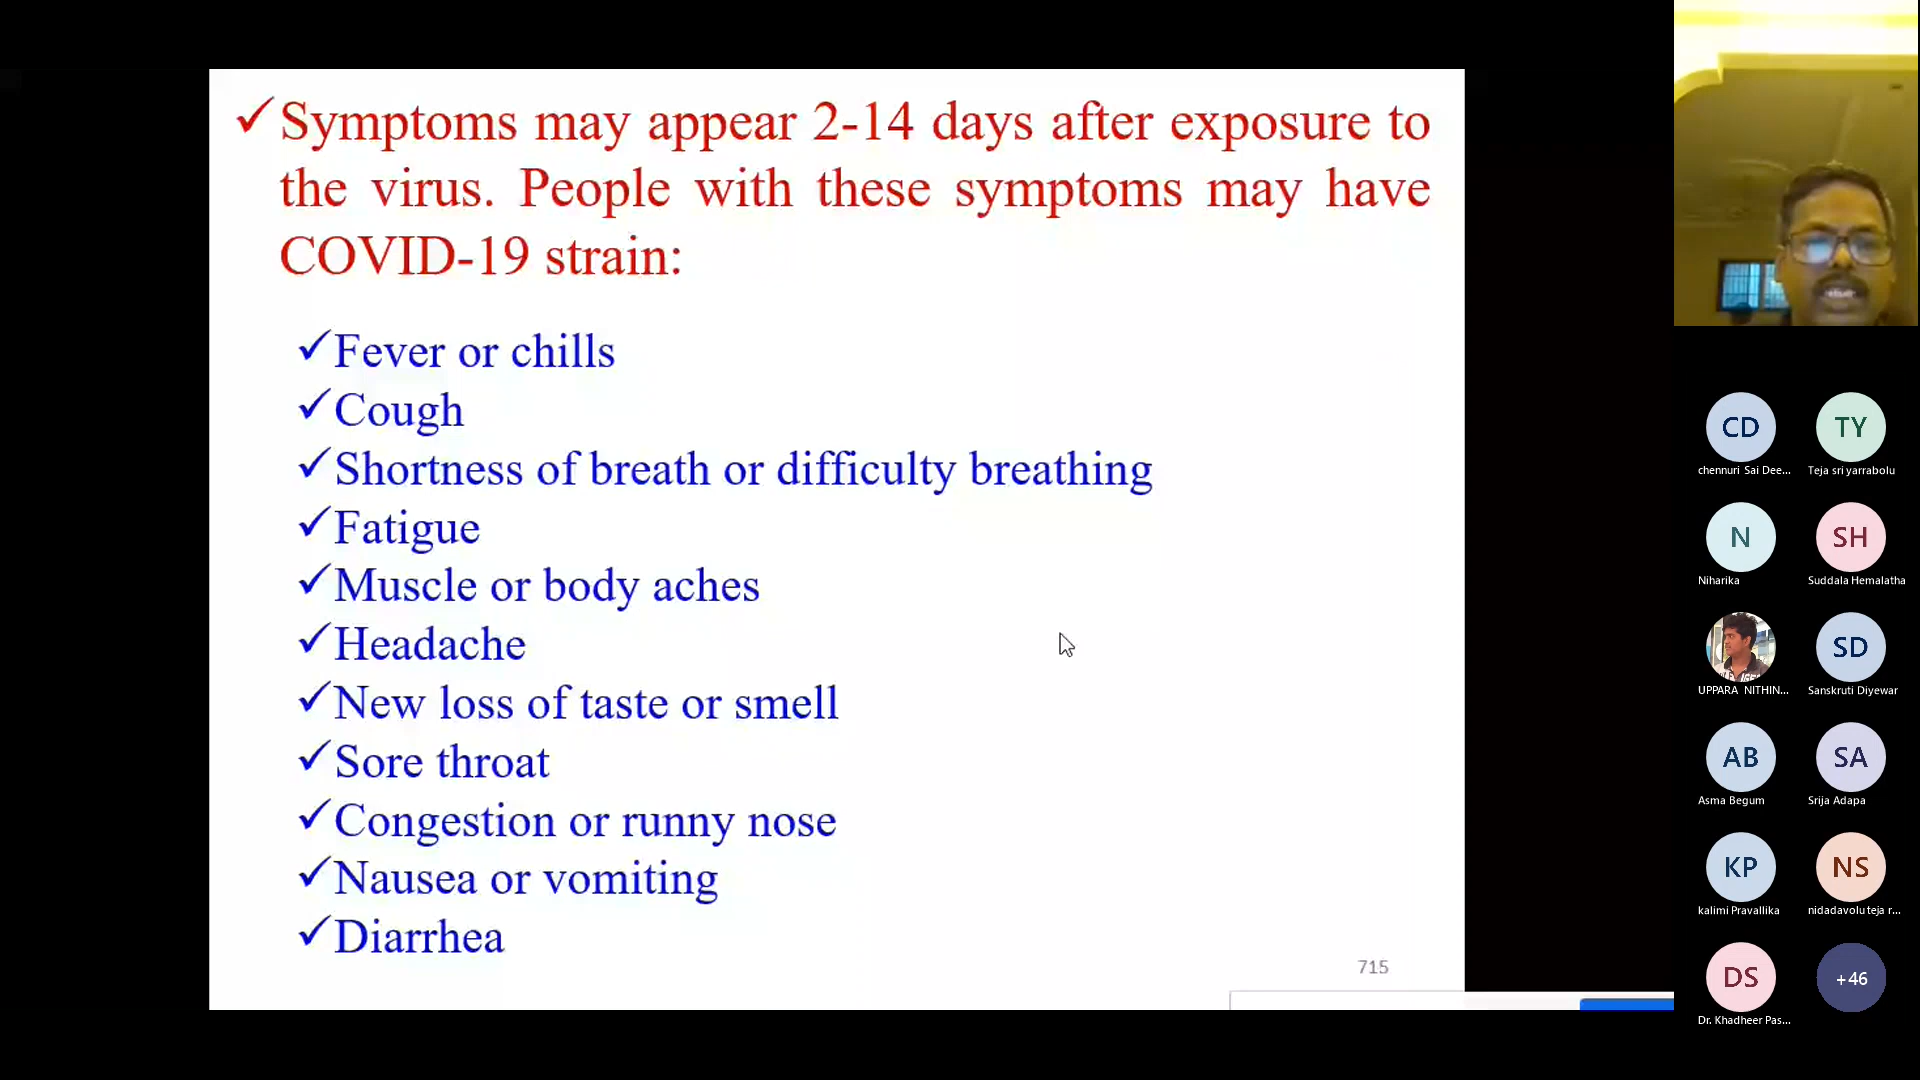 ✓Symptoms may appear 2-14 days after exposure to
the virus. People with these symptoms may have
COVID-19 strain:
✓Fever or chills
✓Cough
✓Shortness of breath or difficulty breathing
✓Fatigue
✓Muscle or body aches
✓Headache
✓New loss of taste or smell
✓Sore throat
✓Congestion or runny nose
✓Nausea or vomiting
✓Diarrhea
715
CD TY
chennuri Sai Dee... Teja sri yarrabolu
N SH
Niharika Suddala Hemalatha
SD
UPPARA NITHIN... Sanskruti Diyewar
AB SA
Asma Begum Srija Adapa
KP NS
kalimi Pravallika nidadavolu teja r...
DS +46
Dr. Khadheer Pas...